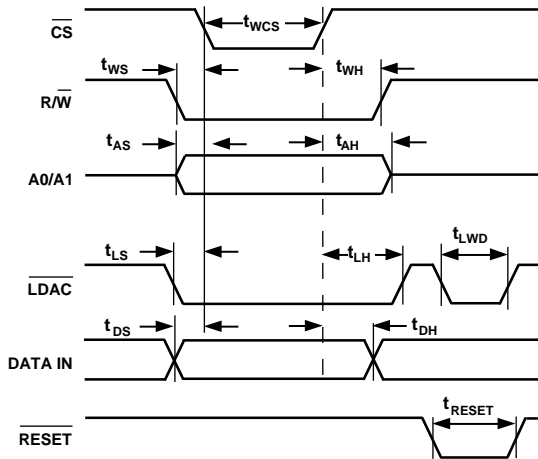 CS
tWCS
tWS
tWH
R/W
tAS
tAH
A0/A1
tLS
tLH
tLWD
LDAC
tDS
tDH
DATA IN
tRESET
RESET